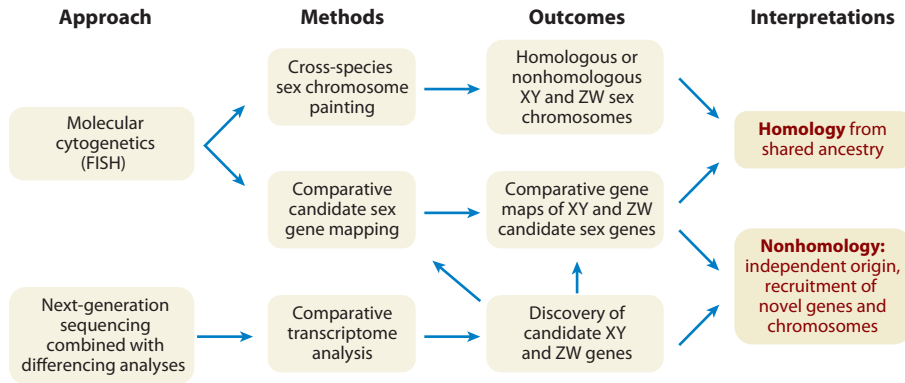 Approach
Methods
Outcomes
Interpretations
Molecular
cytogenetics
(FISH)
Cross-species
sex chromosome
painting
Homologous or
nonhomologous
XY and ZW sex
chromosomes
Homology from
shared ancestry
Comparative
candidate sex
gene mapping
Comparative gene
maps of XY and ZW
candidate sex genes
Nonhomology:
independent origin,
recruitment of
novel genes and
chromosomes
Next-generation
sequencing
combined with
differencing analyses
Comparative
transcriptome
analysis
Discovery of
candidate XY
and ZW genes